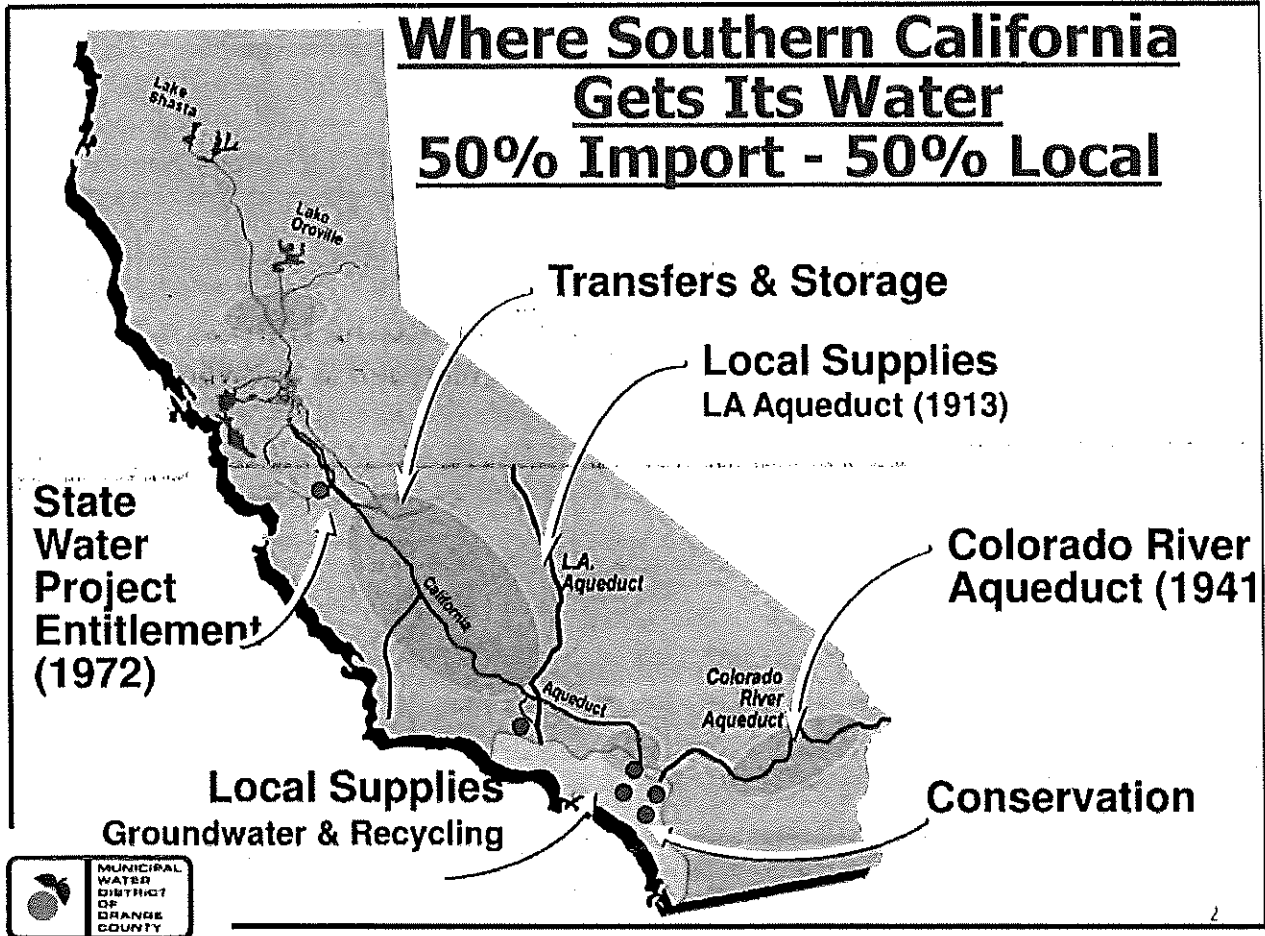 Where Southern California
Gets Its Water
50% Import - 50% Local
Lake
Shasta
Lake
Oroville
Transfers & Storage
Local Supplies
LA Aqueduct (1913)
State
Water
Project
Entitlement
(1972)
L.A.
Aqueduct
California
Aqueduct
Colorado River
Aqueduct (1941
Colorado
River
Aqueduct
Local Supplies
Groundwater & Recycling
Conservation
MUNICIPAL
WATER
DISTRICT
OF
ORANGE
COUNTY
2